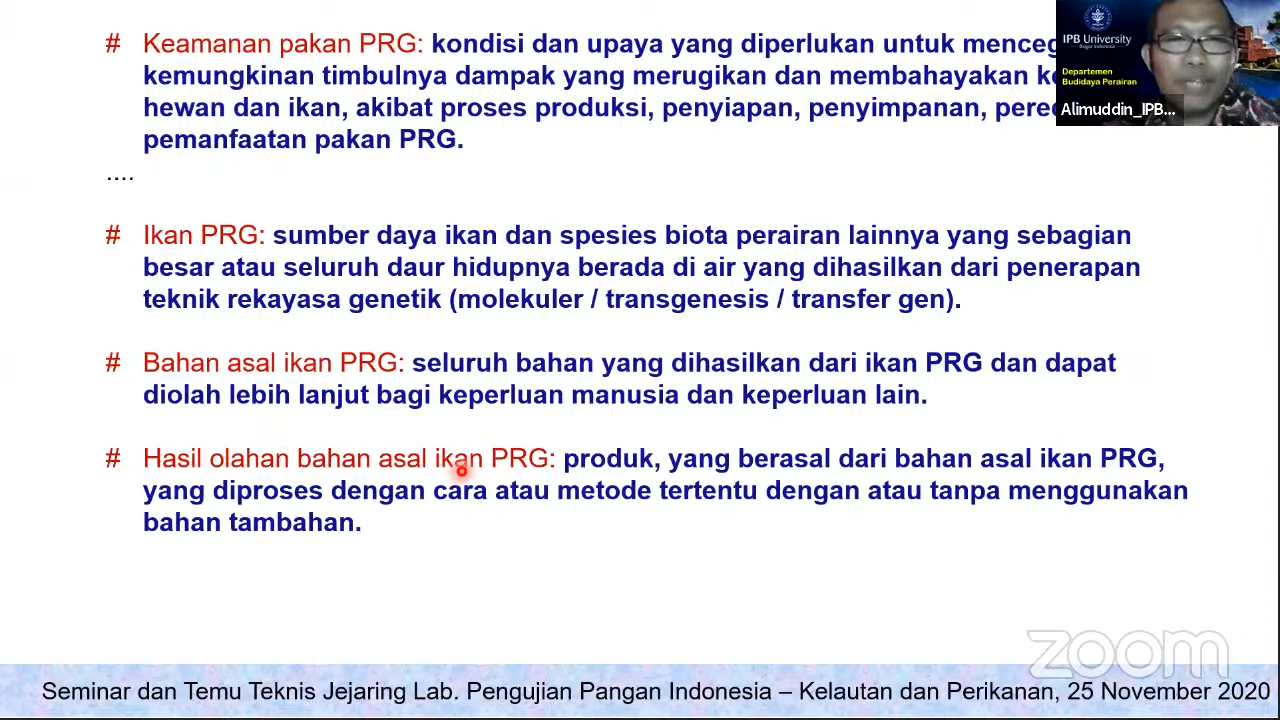 # Keamanan pakan PRG: kondisi dan upaya yang diperlukan untuk
kemungkinan timbulnya dampak yang merugikan dan membahayakan
hewan dan ikan, akibat proses produksi, penyiapan, penyimpanan,
pemanfaatan pakan PRG.
....
# Ikan PRG: sumber daya ikan dan spesies biota perairan lainnya yang sebagian
besar atau seluruh daur hidupnya berada di air yang dihasilkan dari penerapan
teknik rekayasa genetik (molekuler / transgenesis / transfer gen).
# Bahan asal ikan PRG: seluruh bahan yang dihasilkan dari ikan PRG dan dapat
diolah lebih lanjut bagi keperluan manusia dan keperluan lain.
# Hasil olahan bahan asal ikan PRG: produk, yang berasal dari bahan asal ikan PRG,
yang diproses dengan cara atau metode tertentu dengan atau tanpa menggunakan
bahan tambahan.
IPB University
Bogor Indonesia
Departemen
Budidaya Perairan
Alimuddin_IPB...
zoom
Seminar dan Temu Teknis Jejaring Lab. Pengujian Pangan Indonesia – Kelautan dan Perikanan, 25 November 2020